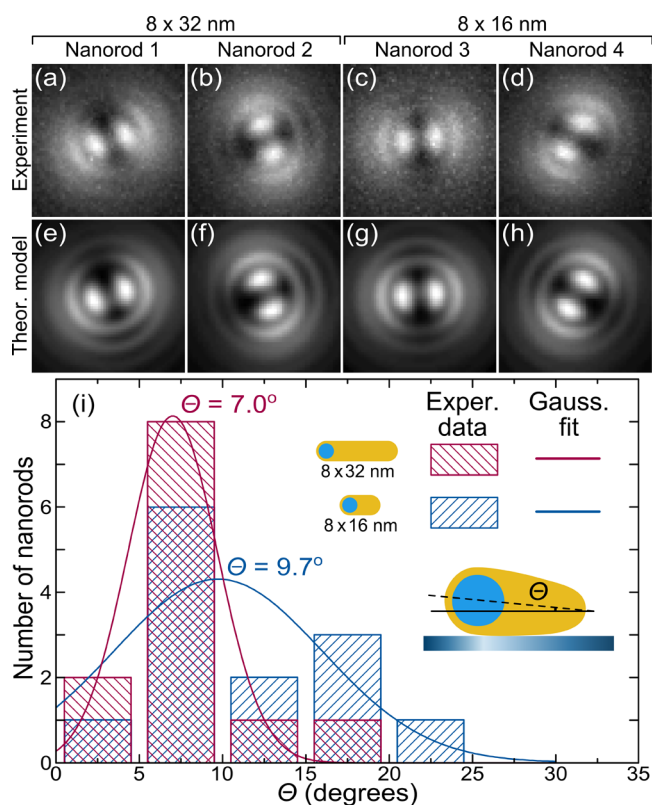 8 x 32 nm 8 x 16 nm
Nanorod 1 Nanorod 2 Nanorod 3 Nanorod 4
Experiment
(a) (b) (c) (d)
Theor. model
(e) (f) (g) (h)
(i)
Θ = 7.0º
Exper. data
Gauss. fit
8 x 32 nm
8 x 16 nm
Θ = 9.7º
Θ
Number of nanorods
8
6
4
2
0
0 5 10 15 20 25 30 35
Θ (degrees)